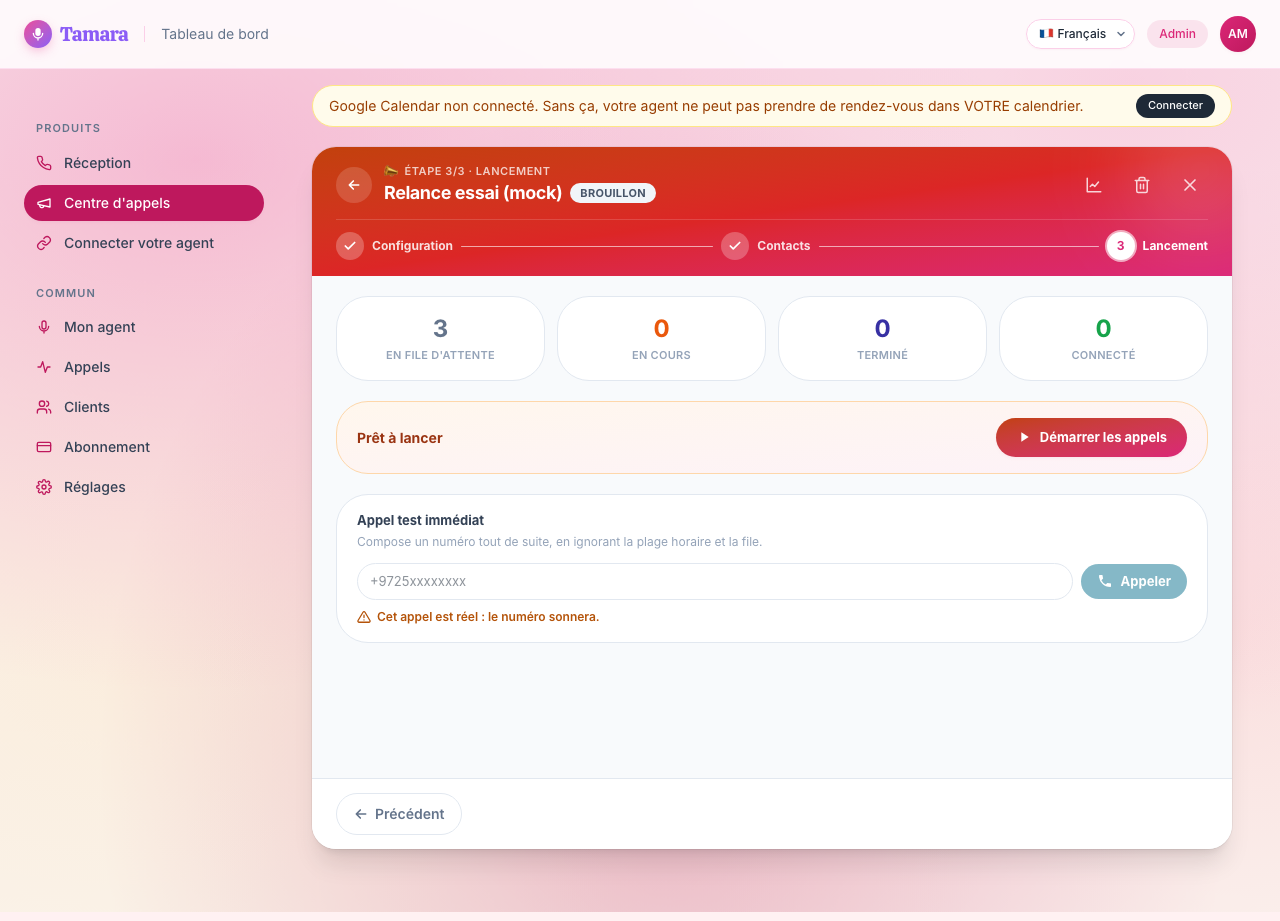 Tamara
Tableau de bord
Français
Admin
AM
Google Calendar non connecté. Sans ça, votre agent ne peut pas prendre de rendez-vous dans VOTRE calendrier.
Connecter
PRODUITS
Réception
Centre d'appels
Connecter votre agent
COMMUN
Mon agent
Appels
Clients
Abonnement
Réglages
ÉTAPE 3/3 · LANCEMENT
Relance essai (mock)
BROUILLON
Configuration
Contacts
3
Lancement
3
EN FILE D'ATTENTE
0
EN COURS
0
TERMINÉ
0
CONNECTÉ
Prêt à lancer
Démarrer les appels
Appel test immédiat
Compose un numéro tout de suite, en ignorant la plage horaire et la file.
+9725xxxxxxxx
Appeler
Cet appel est réel : le numéro sonnera.
Précédent